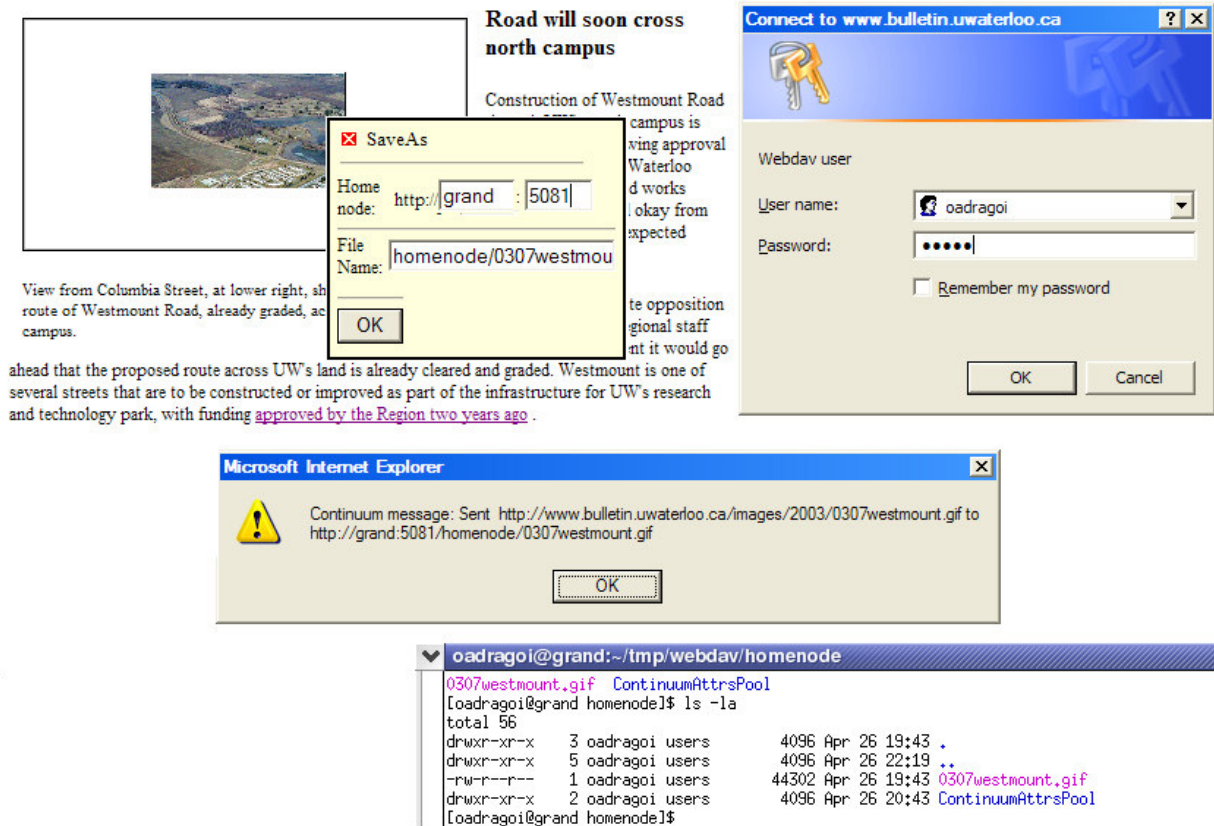 Road will soon cross
north campus
Construction of Westmount Road
campus is
ving approval
Waterloo
d works
okay from
expected
te opposition
egional staff
nt it would go
View from Columbia Street, at lower right, sh
route of Westmount Road, already graded, ac
campus.
ahead that the proposed route across UW's land is already cleared and graded. Westmount is one of
several streets that are to be constructed or improved as part of the infrastructure for UW's research
and technology park, with funding approved by the Region two years ago .
SaveAs
Home
node: http:// grand : 5081
File
Name: homenode/0307westmou
OK
Connect to www.bulletin.uwaterloo.ca
Webdav user
User name: oadragoi
Password: •••••
Remember my password
OK Cancel
Microsoft Internet Explorer
Continuum message: Sent http://www.bulletin.uwaterloo.ca/images/2003/0307westmount.gif to
http://grand:5081/homenode/0307westmount.gif
OK
oadragoi@grand:~/tmp/webdav/homenode
0307westmount.gif ContinuumAttrsPool
[oadragoi@grand homenode]$ ls -la
total 56
drwxr-xr-x 3 oadragoi users 4096 Apr 26 19:43 .
drwxr-xr-x 5 oadragoi users 4096 Apr 26 22:19 ..
-rw-r--r-- 1 oadragoi users 44302 Apr 26 19:43 0307westmount.gif
drwxr-xr-x 2 oadragoi users 4096 Apr 26 20:43 ContinuumAttrsPool
[oadragoi@grand homenode]$